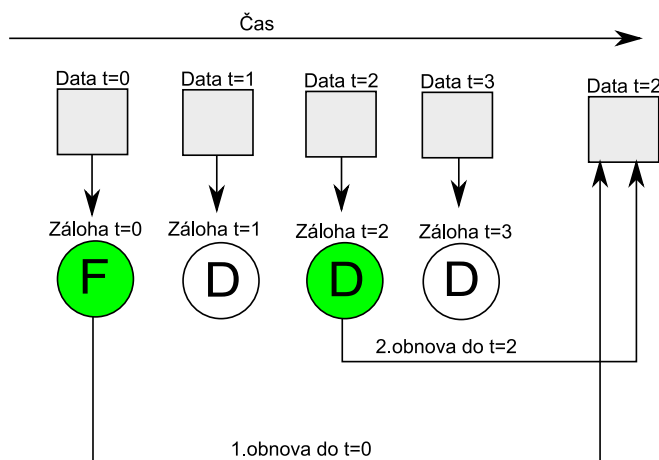 Čas
Data t=0
Data t=1
Data t=2
Data t=3
Data t=2
Záloha t=0
Záloha t=1
Záloha t=2
Záloha t=3
F
D
D
D
2.obnova do t=2
1.obnova do t=0